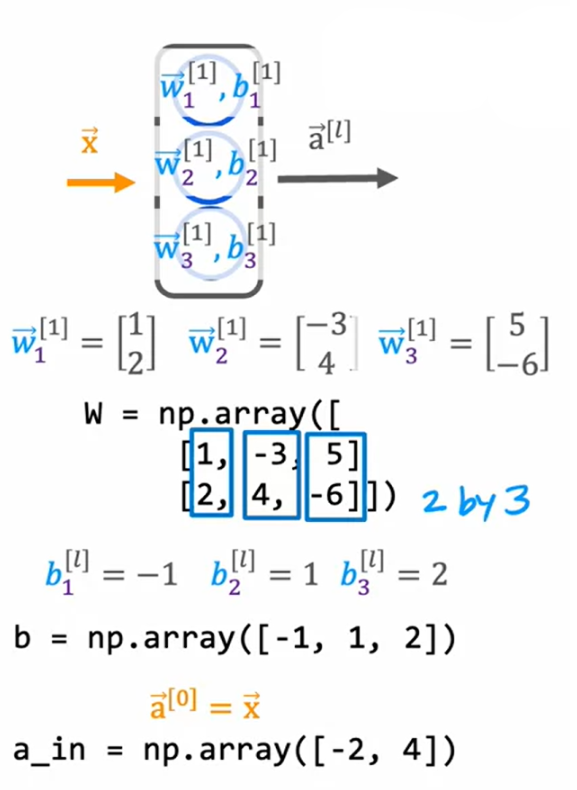 w⃗₁^[1], b₁^[1]
x⃗
a⃗^[l]
w⃗₂^[1], b₂^[1]
w⃗₃^[1], b₃^[1]
w⃗₁^[1] = [1 2] w⃗₂^[1] = [−3 4] w⃗₃^[1] = [5 −6]
W = np.array([
[1, -3, 5]
[2, 4, -6]]) 2 by 3
b₁^[l] = −1 b₂^[l] = 1 b₃^[l] = 2
b = np.array([-1, 1, 2])
a⃗^[0] = x⃗
a_in = np.array([-2, 4])